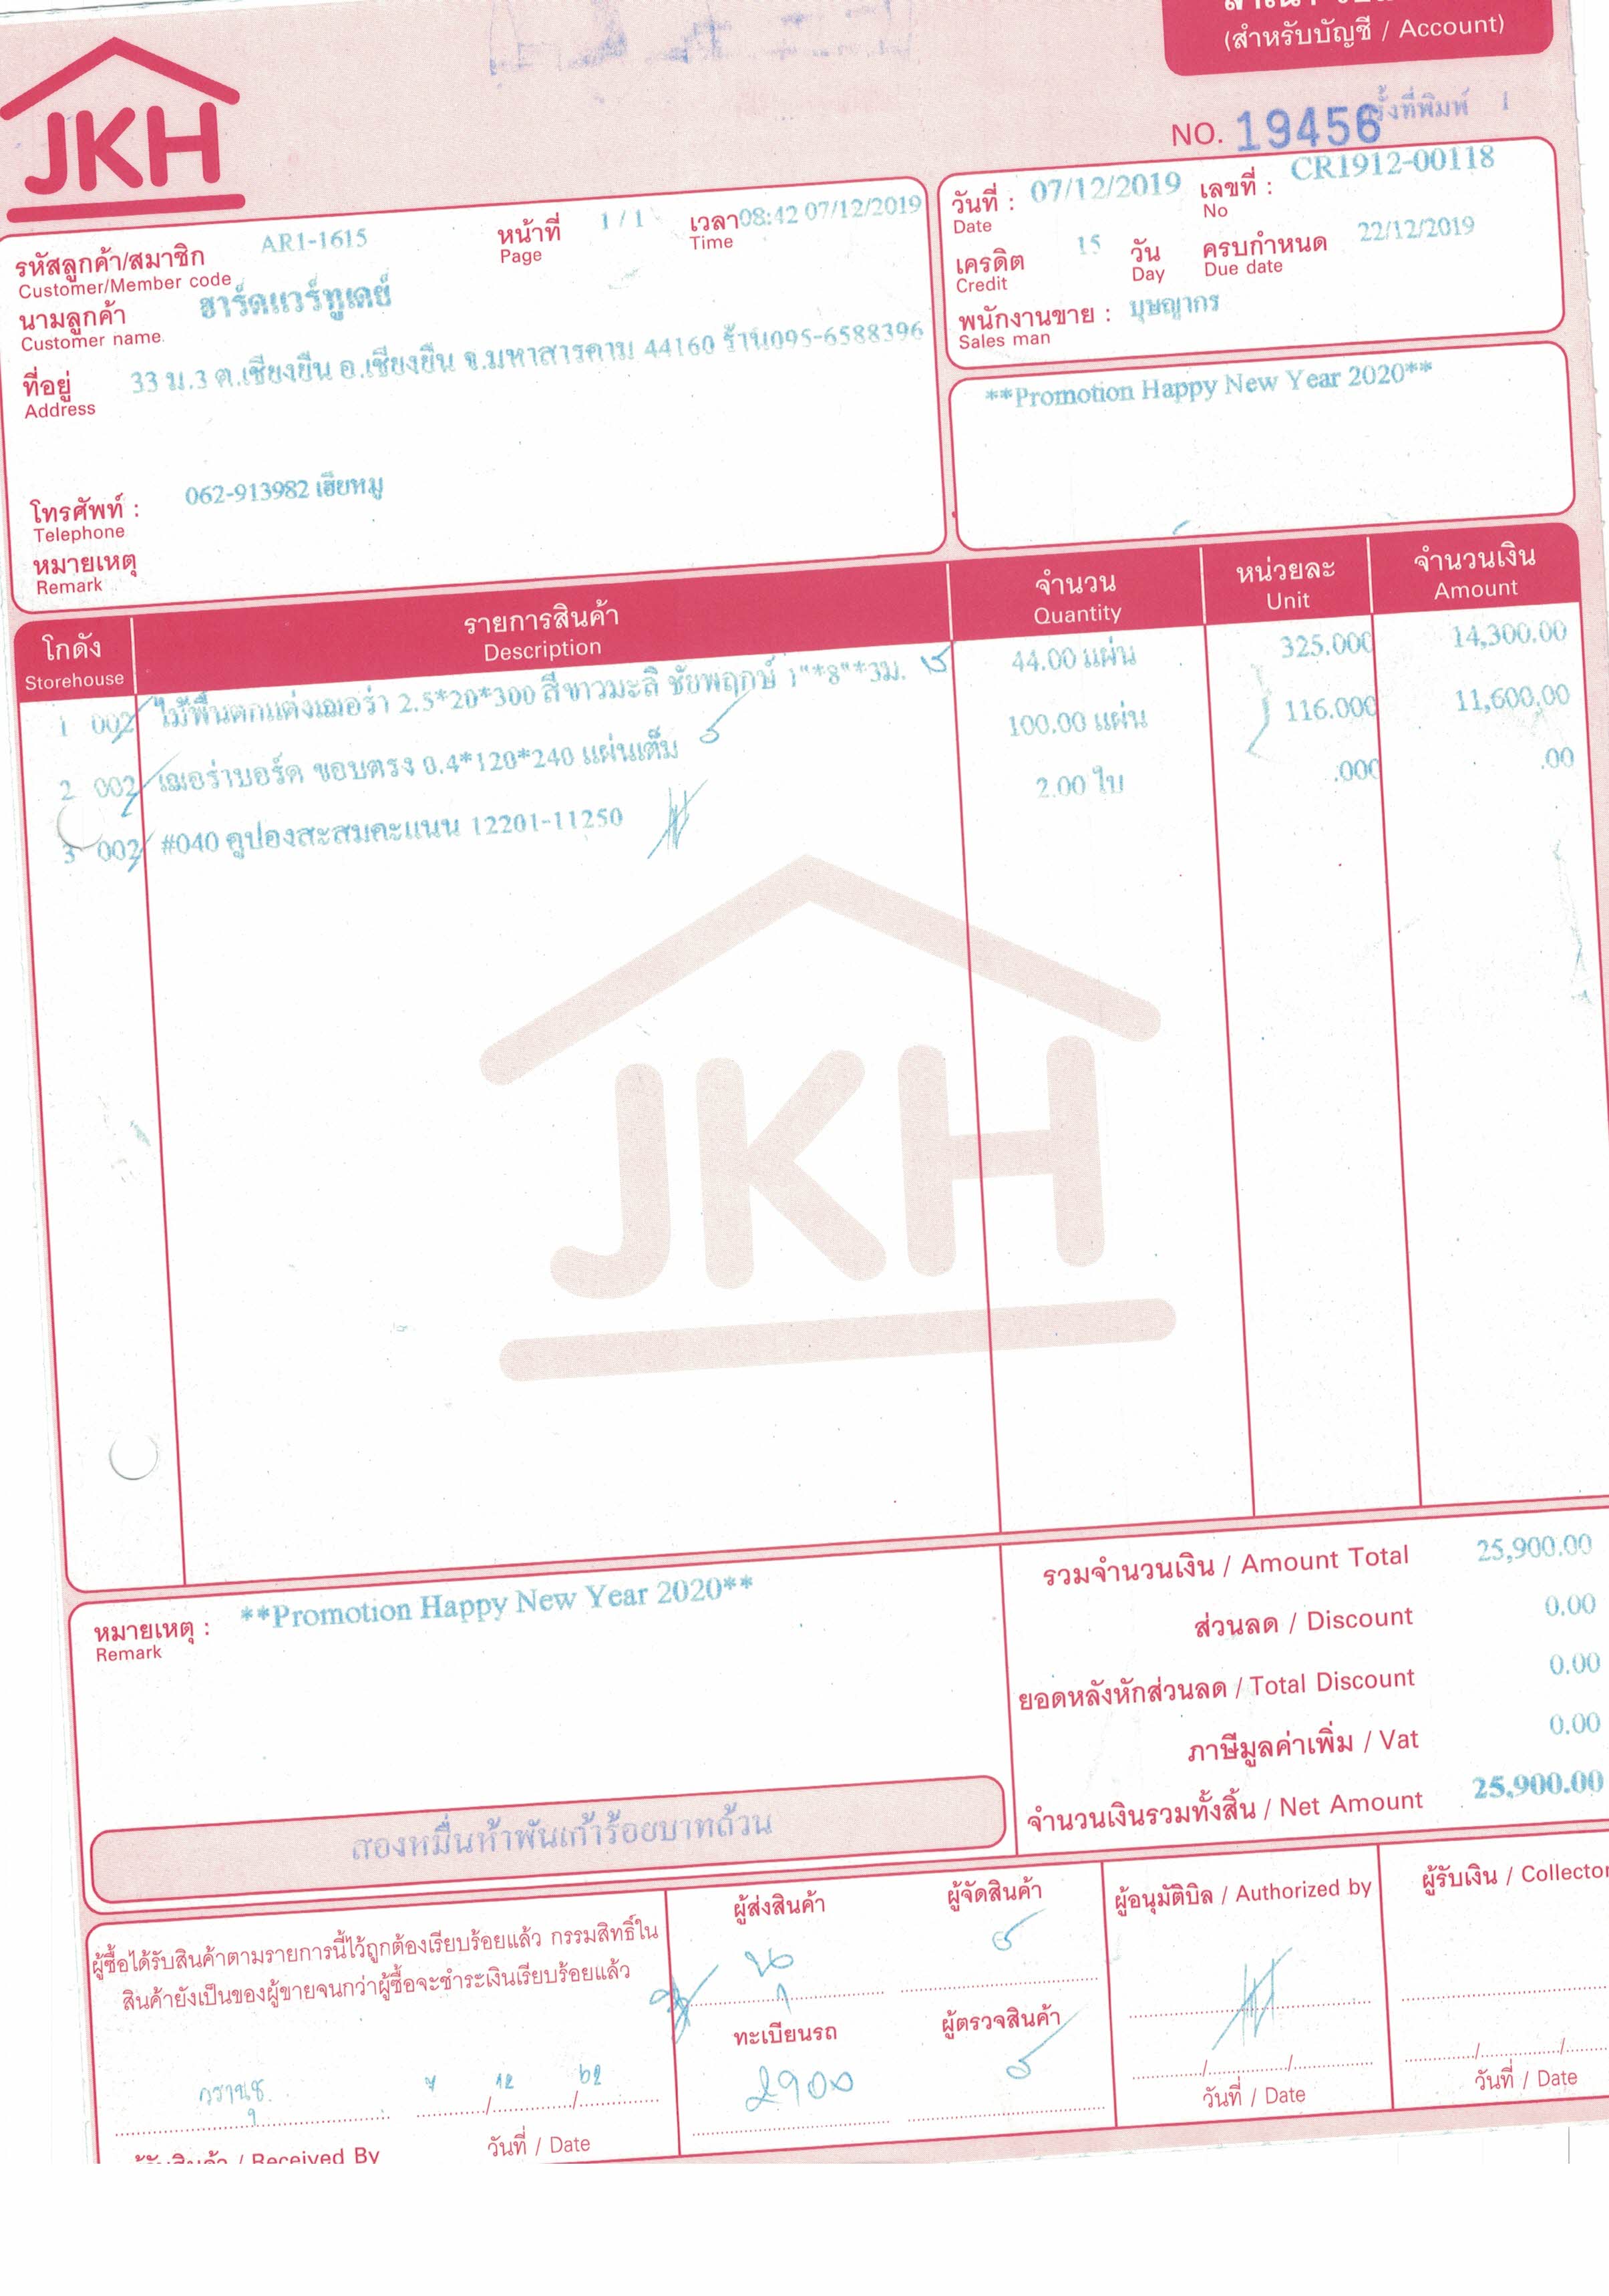 (สำหรับบัญชี / Account)
JKH
NO. 19456 ครั้งที่พิมพ์ 1
รหัสลูกค้า/สมาชิก AR1-1615 หน้าที่ 1 / 1 เวลา 08:42 07/12/2019
Customer/Member code Page Time
นามลูกค้า ฮาร์ดแวร์ทูเดย์
Customer name.
ที่อยู่ 33 ม.3 ต.เชียงยืน อ.เชียงยืน จ.มหาสารคาม 44160 ร้าน095-6588396
Address
โทรศัพท์ : 062-913982 เฮียหมู
Telephone
หมายเหตุ
Remark
วันที่ : 07/12/2019 เลขที่ : CR1912-00118
Date No
เครดิต 15 วัน ครบกำหนด 22/12/2019
Credit Day Due date
พนักงานขาย : บุษญากร
Sales man
**Promotion Happy New Year 2020**
โกดัง รายการสินค้า จำนวน หน่วยละ จำนวนเงิน
Storehouse Description Quantity Unit Amount
1 002 ไม้พื้นตกแต่งเฌอร่า 2.5*20*300 สีขาวมะลิ ชัยพฤกษ์ 1"*8"*3ม. 44.00 แผ่น 325.000 14,300.00
2 002 เฌอร่าบอร์ด ขอบตรง 0.4*120*240 แผ่นเต็ม 100.00 แผ่น 116.000 11,600.00
3 002 #040 คูปองสะสมคะแนน 12201-11250 2.00 ใบ .000 .00
JKH
หมายเหตุ : **Promotion Happy New Year 2020**
Remark
รวมจำนวนเงิน / Amount Total 25,900.00
ส่วนลด / Discount 0.00
ยอดหลังหักส่วนลด / Total Discount 0.00
ภาษีมูลค่าเพิ่ม / Vat 0.00
จำนวนเงินรวมทั้งสิ้น / Net Amount 25,900.00
สองหมื่นห้าพันเก้าร้อยบาทถ้วน
ผู้ซื้อได้รับสินค้าตามรายการนี้ไว้ถูกต้องเรียบร้อยแล้ว กรรมสิทธิ์ใน
สินค้ายังเป็นของผู้ขายจนกว่าผู้ซื้อจะชำระเงินเรียบร้อยแล้ว
12 / 62
วันที่ / Date
ผู้รับสินค้า / Received By
ผู้ส่งสินค้า ผู้จัดสินค้า
ทะเบียนรถ ผู้ตรวจสินค้า
2900
ผู้อนุมัติบิล / Authorized by
วันที่ / Date
ผู้รับเงิน / Collector
วันที่ / Date